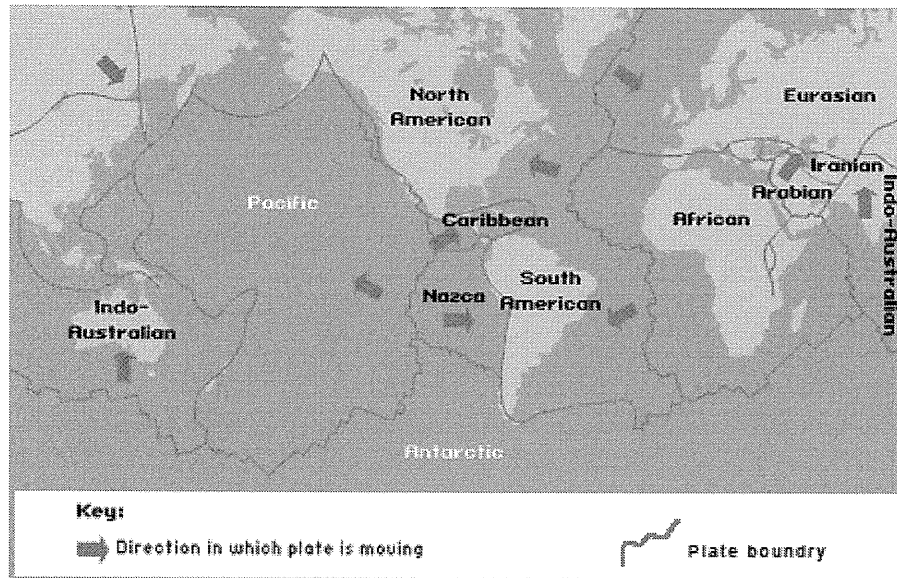 North
American
Eurasian
Iranian
Arabian
Indo-Australian
Pacific
Caribbean
African
Nazca
South
American
Indo-
Australian
Antarctic
Key:
Direction in which plate is moving
Plate boundry